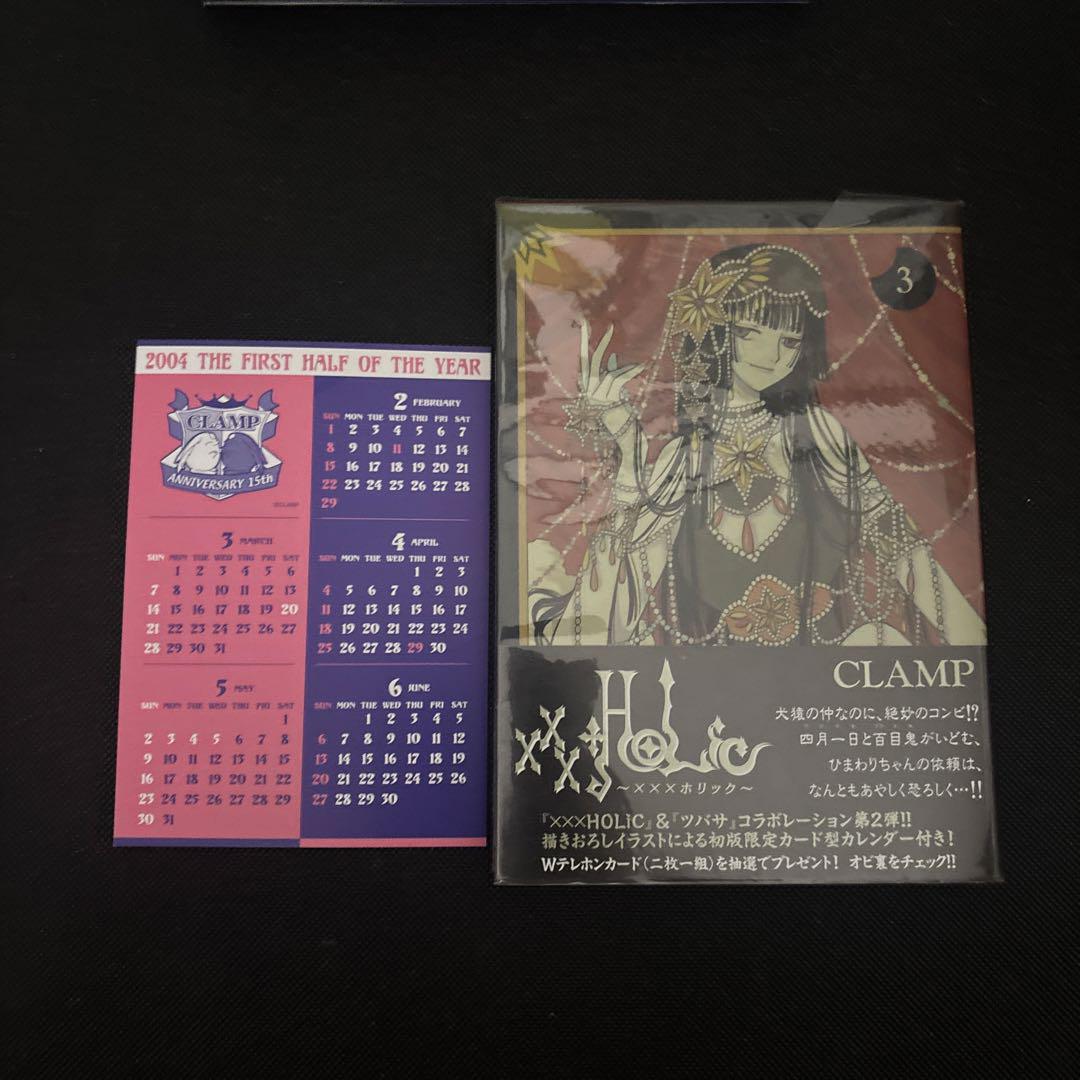 2004 THE FIRST HALF OF THE YEAR
CLAMP
ANNIVERSARY 15th
©CLAMP
2 FEBRUARY
SUN MON TUE WED THU FRI SAT
1 2 3 4 5 6 7
8 9 10 11 12 13 14
15 16 17 18 19 20 21
22 23 24 25 26 27 28
29
3 MARCH
SUN MON TUE WED THU FRI SAT
1 2 3 4 5 6
7 8 9 10 11 12 13
14 15 16 17 18 19 20
21 22 23 24 25 26 27
28 29 30 31
4 APRIL
SUN MON TUE WED THU FRI SAT
1 2 3
4 5 6 7 8 9 10
11 12 13 14 15 16 17
18 19 20 21 22 23 24
25 26 27 28 29 30
5 MAY
SUN MON TUE WED THU FRI SAT
1
2 3 4 5 6 7 8
9 10 11 12 13 14 15
16 17 18 19 20 21 22
23 24 25 26 27 28 29
30 31
6 JUNE
SUN MON TUE WED THU FRI SAT
1 2 3 4 5
6 7 8 9 10 11 12
13 14 15 16 17 18 19
20 21 22 23 24 25 26
27 28 29 30
3
CLAMP
×××HOLiC
～×××ホリック～
犬猿の仲なのに、絶妙のコンビ!?
四月一日と百目鬼がいどむ、
ひまわりちゃんの依頼は、
なんともあやしく恐ろしく…!!
『×××HOLiC』&『ツバサ』コラボレーション第2弾!!
描きおろしイラストによる初版限定カード型カレンダー付き!
Wテレホンカード(二枚一組)を抽選でプレゼント! オビ裏をチェック!!